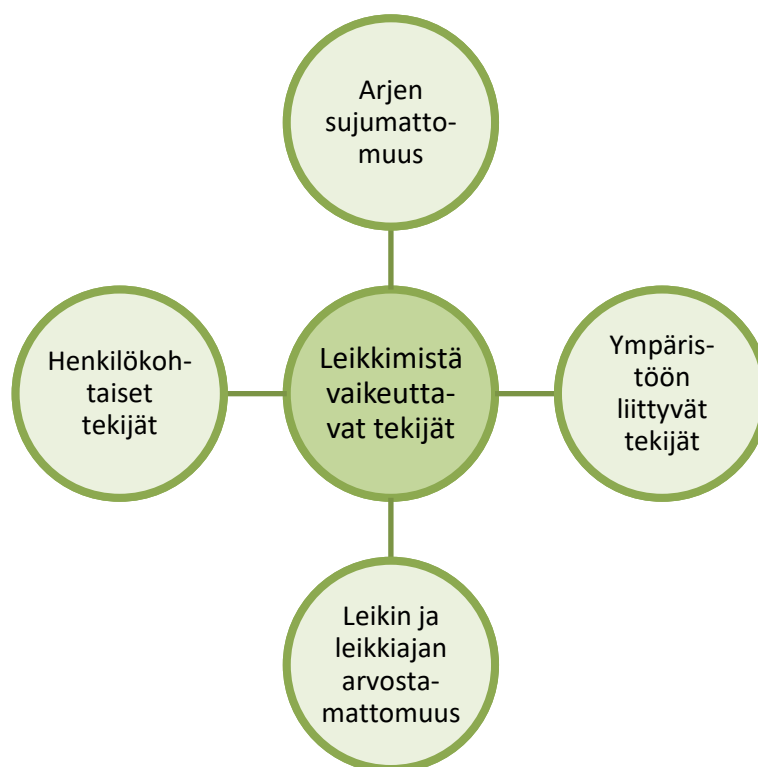 Arjen
sujumatto-
muus
Henkilökoh-
taiset
tekijät
Leikkimistä
vaikeutta-
vat tekijät
Ympäris-
töön
liittyvät
tekijät
Leikin ja
leikkiajan
arvosta-
mattomuus